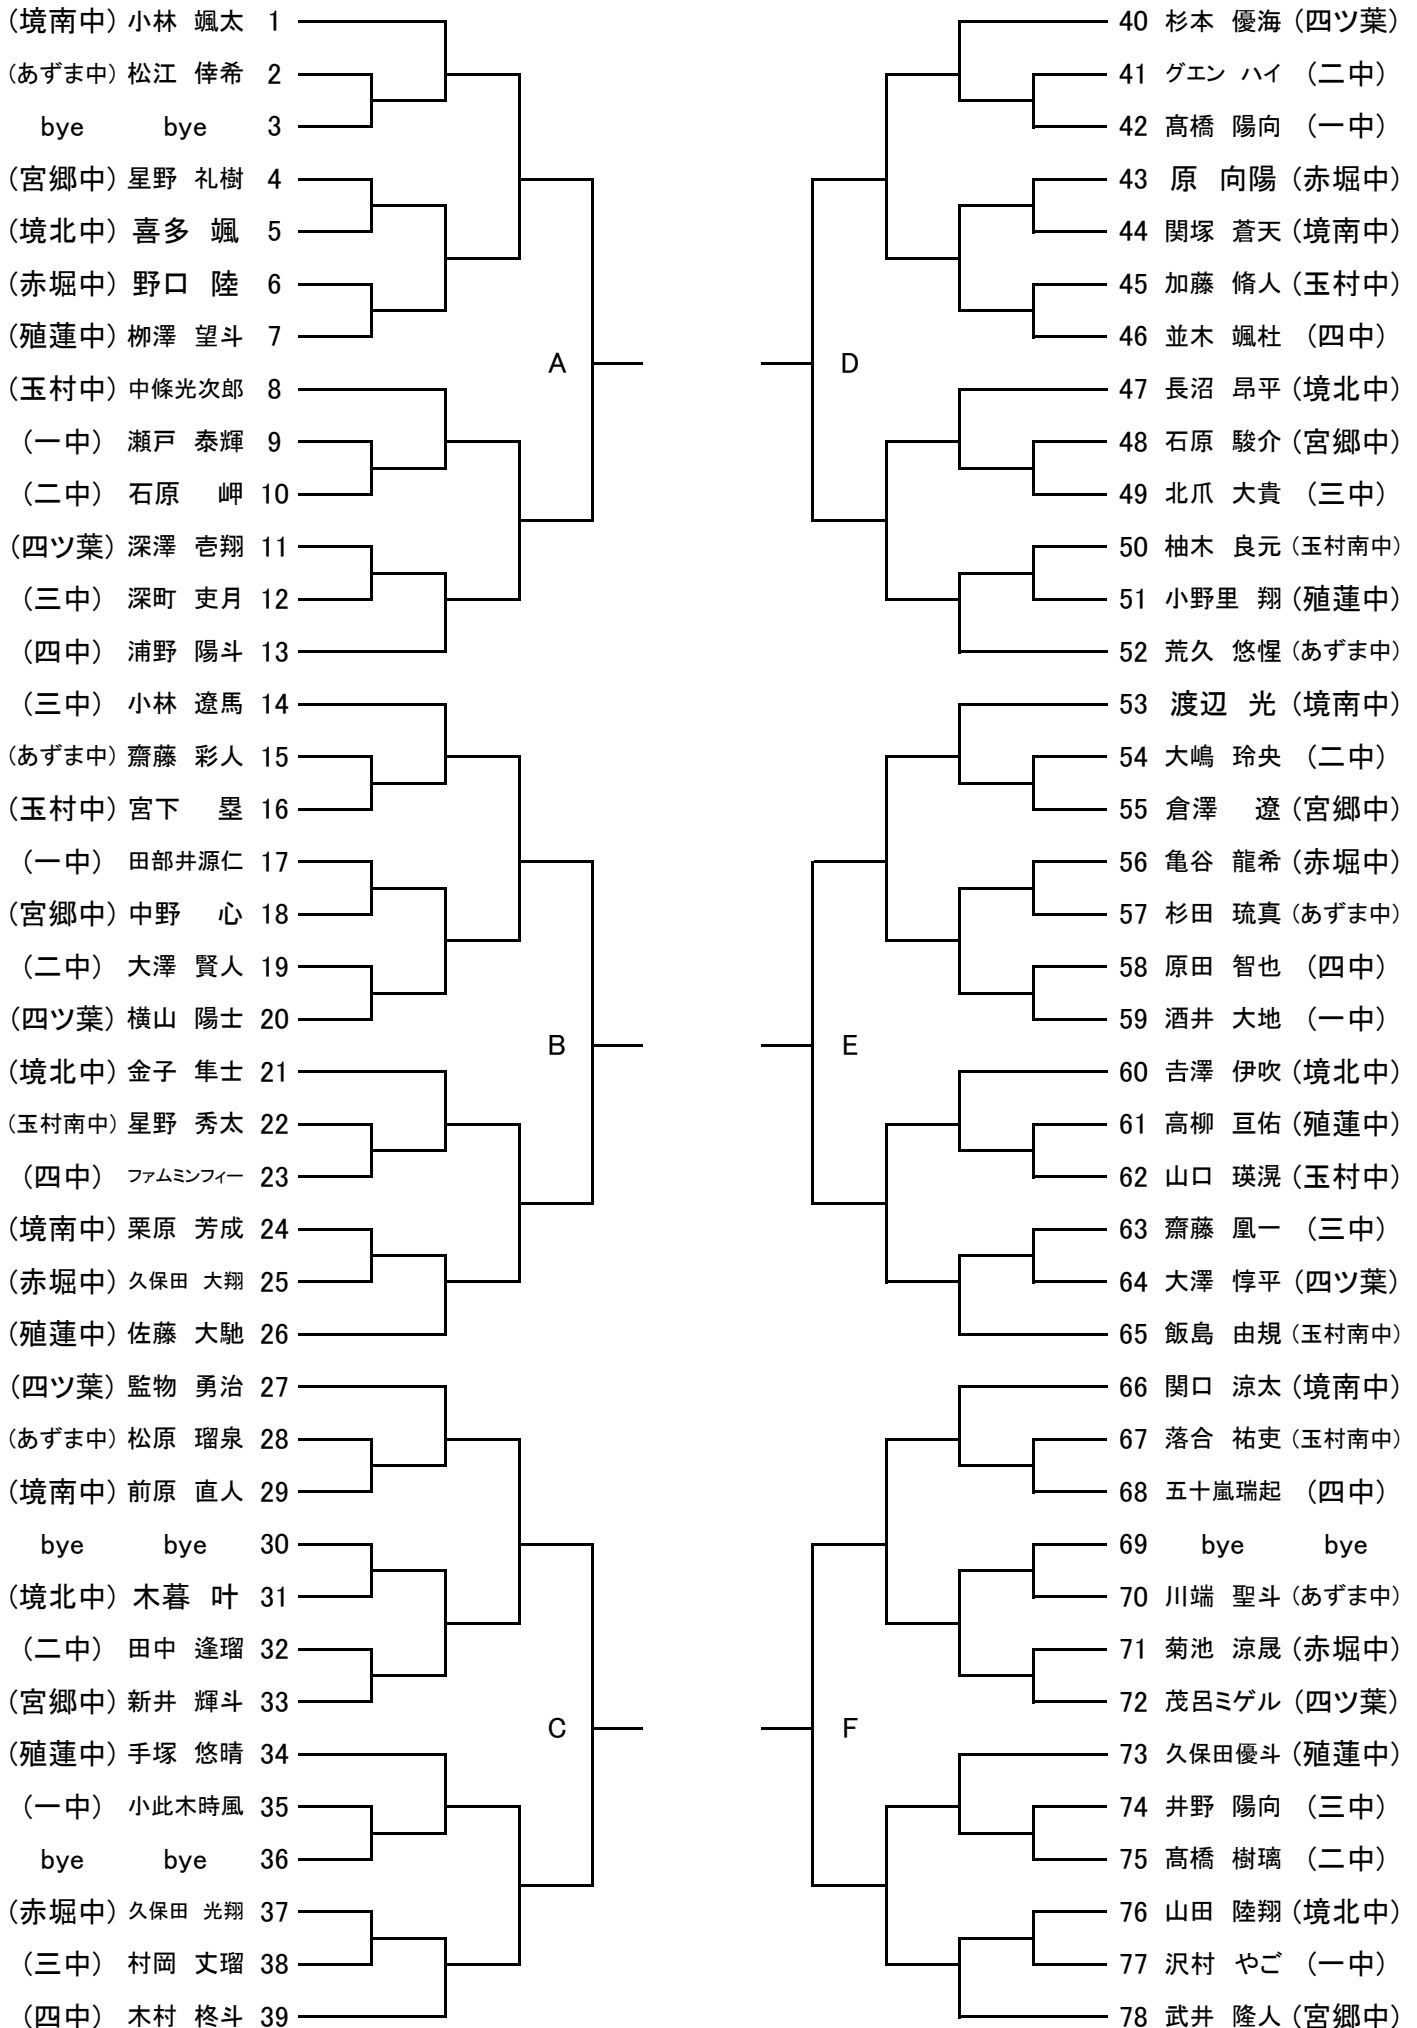 (境南中) 小林 颯太 1
(あずま中) 松江 倖希 2
bye bye 3
(宮郷中) 星野 礼樹 4
(境北中) 喜多 颯 5
(赤堀中) 野口 陸 6
(殖蓮中) 栁澤 望斗 7
(玉村中) 中條光次郎 8
(一中) 瀬戸 泰輝 9
(二中) 石原 岬 10
(四ツ葉) 深澤 壱翔 11
(三中) 深町 吏月 12
(四中) 浦野 陽斗 13
A
(三中) 小林 遼馬 14
(あずま中) 齋藤 彩人 15
(玉村中) 宮下 塁 16
(一中) 田部井源仁 17
(宮郷中) 中野 心 18
(二中) 大澤 賢人 19
(四ツ葉) 横山 陽士 20
(境北中) 金子 隼士 21
(玉村南中) 星野 秀太 22
(四中) ファムミンフィー 23
(境南中) 栗原 芳成 24
(赤堀中) 久保田 大翔 25
(殖蓮中) 佐藤 大馳 26
B
(四ツ葉) 監物 勇治 27
(あずま中) 松原 瑠泉 28
(境南中) 前原 直人 29
bye bye 30
(境北中) 木暮 叶 31
(二中) 田中 逢瑠 32
(宮郷中) 新井 輝斗 33
(殖蓮中) 手塚 悠晴 34
(一中) 小此木時風 35
bye bye 36
(赤堀中) 久保田 光翔 37
(三中) 村岡 丈瑠 38
(四中) 木村 柊斗 39
C
40 杉本 優海 (四ツ葉)
41 グエン ハイ (二中)
42 髙橋 陽向 (一中)
43 原 向陽 (赤堀中)
44 関塚 蒼天 (境南中)
45 加藤 脩人 (玉村中)
46 並木 颯杜 (四中)
47 長沼 昂平 (境北中)
48 石原 駿介 (宮郷中)
49 北爪 大貴 (三中)
50 柚木 良元 (玉村南中)
51 小野里 翔 (殖蓮中)
52 荒久 悠惺 (あずま中)
D
53 渡辺 光 (境南中)
54 大嶋 玲央 (二中)
55 倉澤 遼 (宮郷中)
56 亀谷 龍希 (赤堀中)
57 杉田 琉真 (あずま中)
58 原田 智也 (四中)
59 酒井 大地 (一中)
60 𠮷澤 伊吹 (境北中)
61 高柳 亘佑 (殖蓮中)
62 山口 瑛滉 (玉村中)
63 齋藤 凰一 (三中)
64 大澤 惇平 (四ツ葉)
65 飯島 由規 (玉村南中)
E
66 関口 涼太 (境南中)
67 落合 祐吏 (玉村南中)
68 五十嵐瑞起 (四中)
69 bye bye
70 川端 聖斗 (あずま中)
71 菊池 涼晟 (赤堀中)
72 茂呂ミゲル (四ツ葉)
73 久保田優斗 (殖蓮中)
74 井野 陽向 (三中)
75 髙橋 樹璃 (二中)
76 山田 陸翔 (境北中)
77 沢村 やご (一中)
78 武井 隆人 (宮郷中)
F